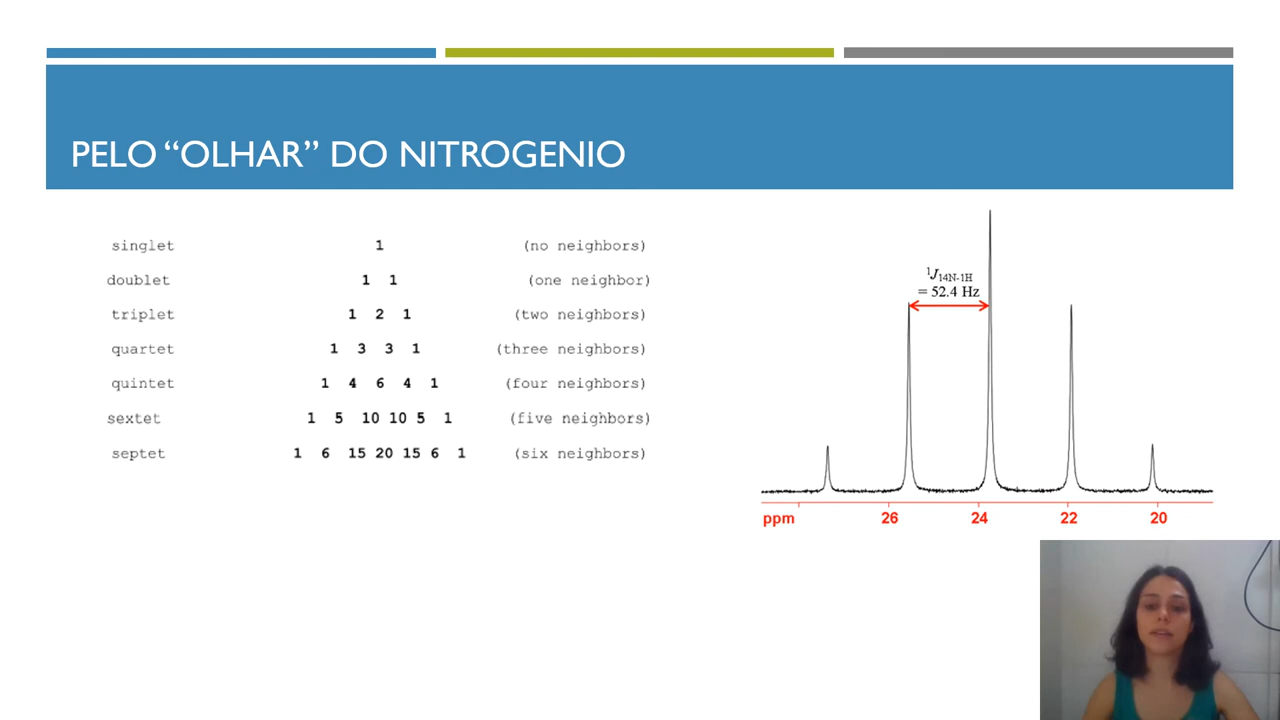 PELO “OLHAR” DO NITROGENIO
singlet 1 (no neighbors)
doublet 1 1 (one neighbor)
triplet 1 2 1 (two neighbors)
quartet 1 3 3 1 (three neighbors)
quintet 1 4 6 4 1 (four neighbors)
sextet 1 5 10 10 5 1 (five neighbors)
septet 1 6 15 20 15 6 1 (six neighbors)
¹J14N-1H
= 52.4 Hz
ppm 26 24 22 20